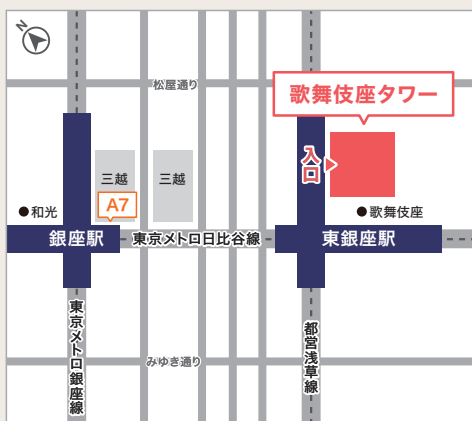 N
松屋通り
歌舞伎座タワー
入口
三越
三越
A7
和光
歌舞伎座
銀座駅
東京メトロ日比谷線
東銀座駅
東京メトロ銀座線
都営浅草線
みゆき通り